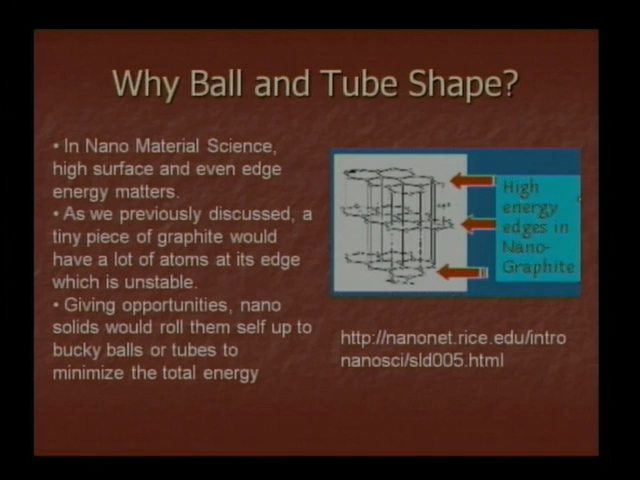 Why Ball and Tube Shape?
• In Nano Material Science,
high surface and even edge
energy matters.
• As we previously discussed, a
tiny piece of graphite would
have a lot of atoms at its edge
which is unstable.
• Giving opportunities, nano
solids would roll them self up to
bucky balls or tubes to
minimize the total energy
High
energy
edges in
Nano-
Graphite
http://nanonet.rice.edu/intro
nanosci/sld005.html